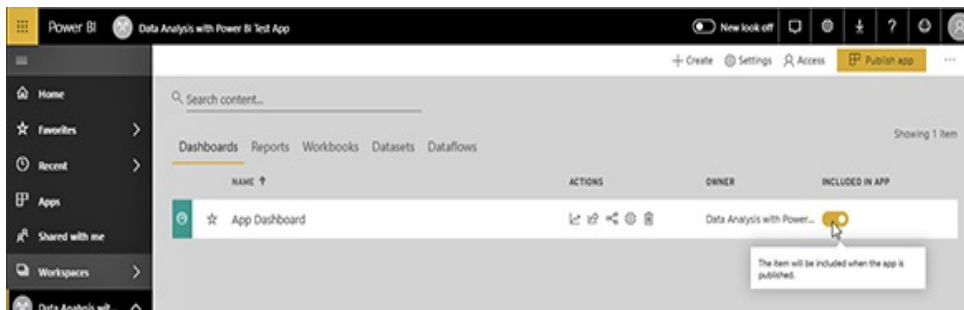 Power BI Data Analysis with Power BI Test App New look off ?
+ Create Settings Access Publish app ...
Home
Search content...
Favorites
Showing 1 item
Dashboards Reports Workbooks Datasets Dataflows
Recent
NAME ↑ ACTIONS OWNER INCLUDED IN APP
Apps
App Dashboard Data Analysis with Power...
Shared with me
The item will be included when the app is
published.
Workspaces
Data Analysis wit...